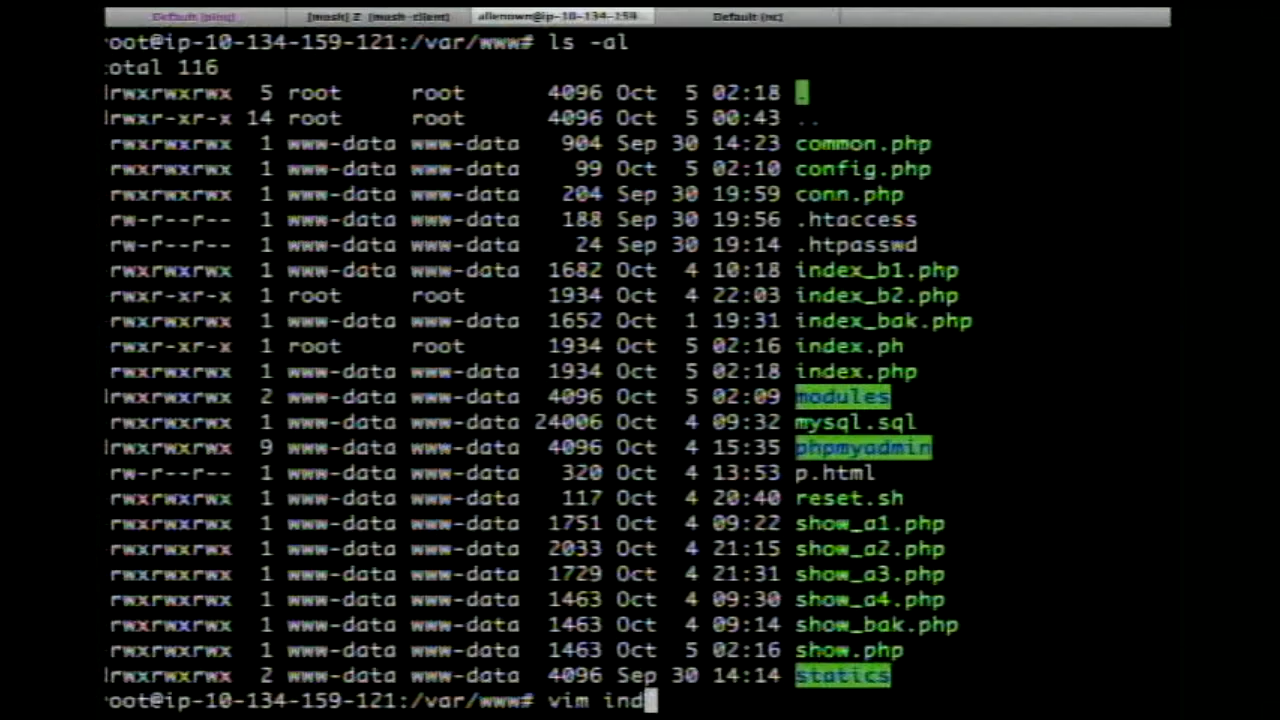 Default (ping) [mosh] Z (mosh-client) allenown@ip-10-134-159 Default (nc)
oot@ip-10-134-159-121:/var/www# ls -al
otal 116
rwxrwxrwx 5 root root 4096 Oct 5 02:18 .
rwxr-xr-x 14 root root 4096 Oct 5 00:43 ..
rwxrwxrwx 1 www-data www-data 904 Sep 30 14:23 common.php
rwxrwxrwx 1 www-data www-data 99 Oct 5 02:10 config.php
rwxrwxrwx 1 www-data www-data 204 Sep 30 19:59 conn.php
rw-r--r-- 1 www-data www-data 188 Sep 30 19:56 .htaccess
rw-r--r-- 1 www-data www-data 24 Sep 30 19:14 .htpasswd
rwxrwxrwx 1 www-data www-data 1682 Oct 4 10:18 index_b1.php
rwxr-xr-x 1 root root 1934 Oct 4 22:03 index_b2.php
rwxrwxrwx 1 www-data www-data 1652 Oct 1 19:31 index_bak.php
rwxr-xr-x 1 root root 1934 Oct 5 02:16 index.ph
rwxrwxrwx 1 www-data www-data 1934 Oct 5 02:18 index.php
rwxrwxrwx 2 www-data www-data 4096 Oct 5 02:09 modules
rwxrwxrwx 1 www-data www-data 24006 Oct 4 09:32 mysql.sql
rwxrwxrwx 9 www-data www-data 4096 Oct 4 15:35 phpmyadmin
rw-r--r-- 1 www-data www-data 320 Oct 4 13:53 p.html
rwxrwxrwx 1 www-data www-data 117 Oct 4 20:40 reset.sh
rwxrwxrwx 1 www-data www-data 1751 Oct 4 09:22 show_a1.php
rwxrwxrwx 1 www-data www-data 2033 Oct 4 21:15 show_a2.php
rwxrwxrwx 1 www-data www-data 1729 Oct 4 21:31 show_a3.php
rwxrwxrwx 1 www-data www-data 1463 Oct 4 09:30 show_a4.php
rwxrwxrwx 1 www-data www-data 1463 Oct 4 09:14 show_bak.php
rwxrwxrwx 1 www-data www-data 1463 Oct 5 02:16 show.php
rwxrwxrwx 2 www-data www-data 4096 Sep 30 14:14 statics
oot@ip-10-134-159-121:/var/www# vim ind